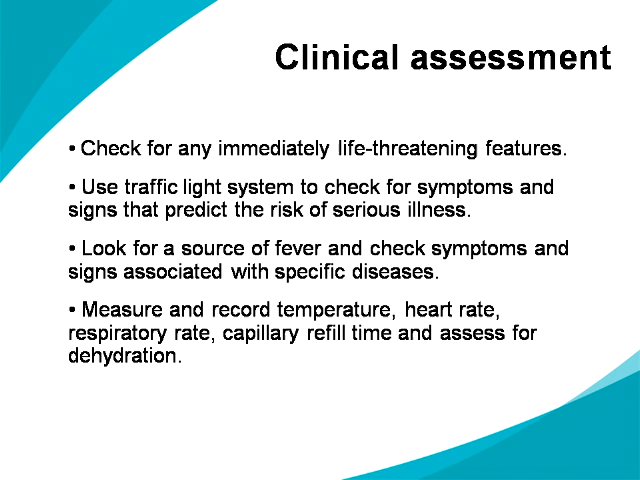 Clinical assessment
• Check for any immediately life-threatening features.
• Use traffic light system to check for symptoms and
signs that predict the risk of serious illness.
• Look for a source of fever and check symptoms and
signs associated with specific diseases.
• Measure and record temperature, heart rate,
respiratory rate, capillary refill time and assess for
dehydration.